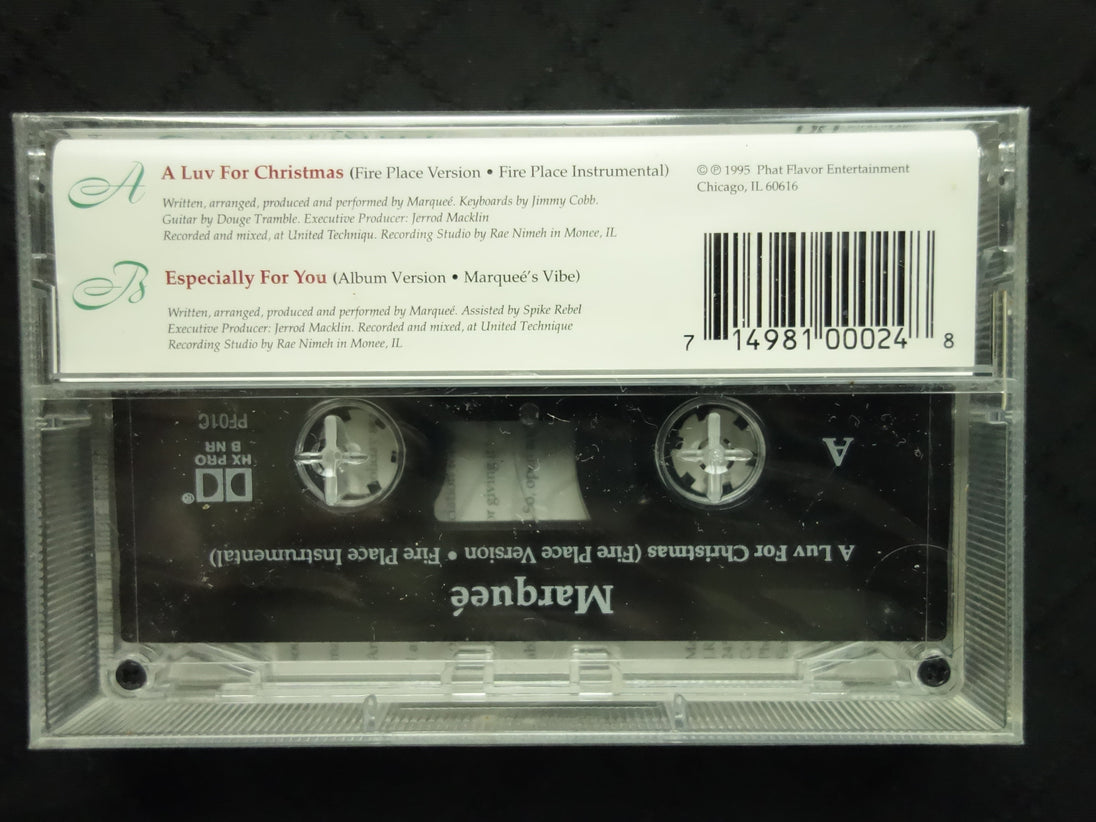 A
A Luv For Christmas (Fire Place Version • Fire Place Instrumental)
Written, arranged, produced and performed by Marqueé. Keyboards by Jimmy Cobb.
Guitar by Douge Tramble. Executive Producer: Jerrod Macklin
Recorded and mixed, at United Techniqu. Recording Studio by Rae Nimeh in Monee, IL
B
Especially For You (Album Version • Marqueé's Vibe)
Written, arranged, produced and performed by Marqueé. Assisted by Spike Rebel
Executive Producer: Jerrod Macklin. Recorded and mixed, at United Technique
Recording Studio by Rae Nimeh in Monee, IL
© ℗ 1995 Phat Flavor Entertainment
Chicago, IL 60616
7 14981 00024 8
Marqueé
A Luv For Christmas (Fire Place Version • Fire Place Instrumental)
A
HX PRO
B NR
PF01C